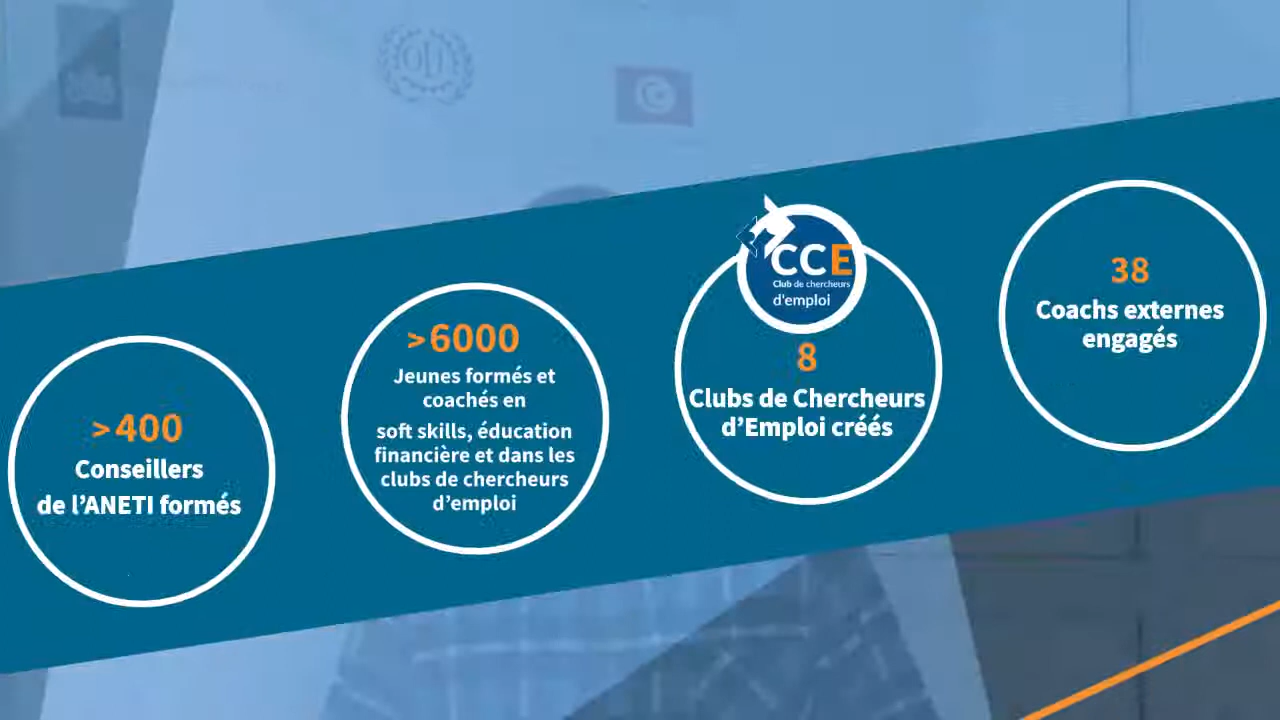 >400
Conseillers
de l'ANETI formés
>6000
Jeunes formés et
coachés en
soft skills, éducation
financière et dans les
clubs de chercheurs
d'emploi
CCE
Club de chercheurs
d'emploi
8
Clubs de Chercheurs
d'Emploi créés
38
Coachs externes
engagés